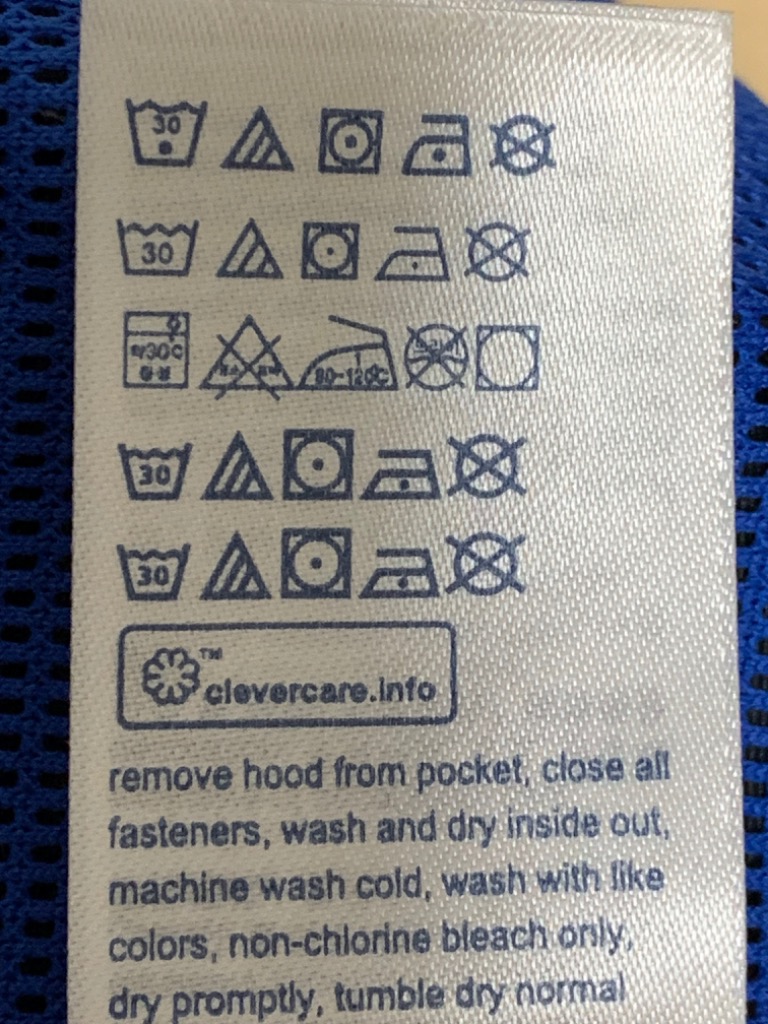 30
30
30
30
TM
clevercare.info
remove hood from pocket, close all
fasteners, wash and dry inside out,
machine wash cold, wash with like
colors, non-chlorine bleach only,
dry promptly, tumble dry normal